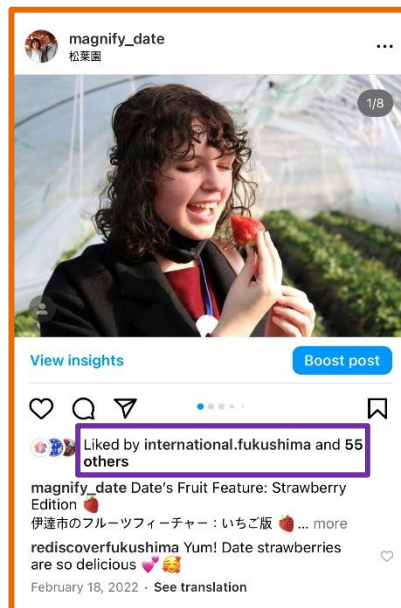 magnify_date
松葉園
1/8
View insights
Boost post
Liked by international.fukushima and 55
others
magnify_date Date's Fruit Feature: Strawberry
Edition 🍓
伊達市のフルーツフィーチャー：いちご版 🍓 ... more
rediscoverfukushima Yum! Date strawberries
are so delicious 💕🥰
February 18, 2022 · See translation